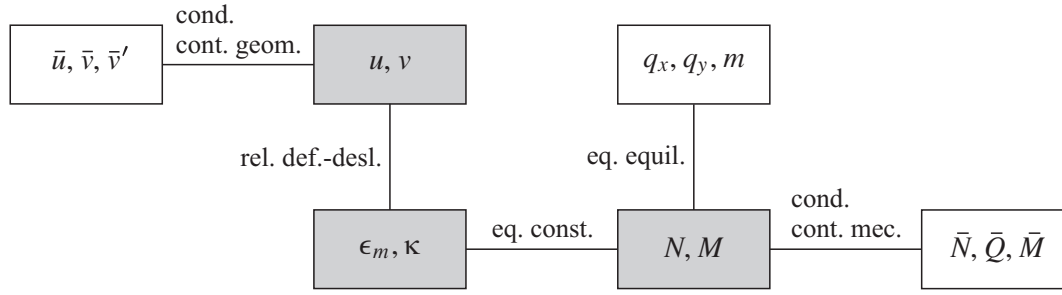 cond.
cont. geom.
ū, v̄, v̄′
u, v
q_x, q_y, m
rel. def.-desl.
eq. equil.
cond.
cont. mec.
ϵ_m, κ
eq. const.
N, M
N̄, Q̄, M̄